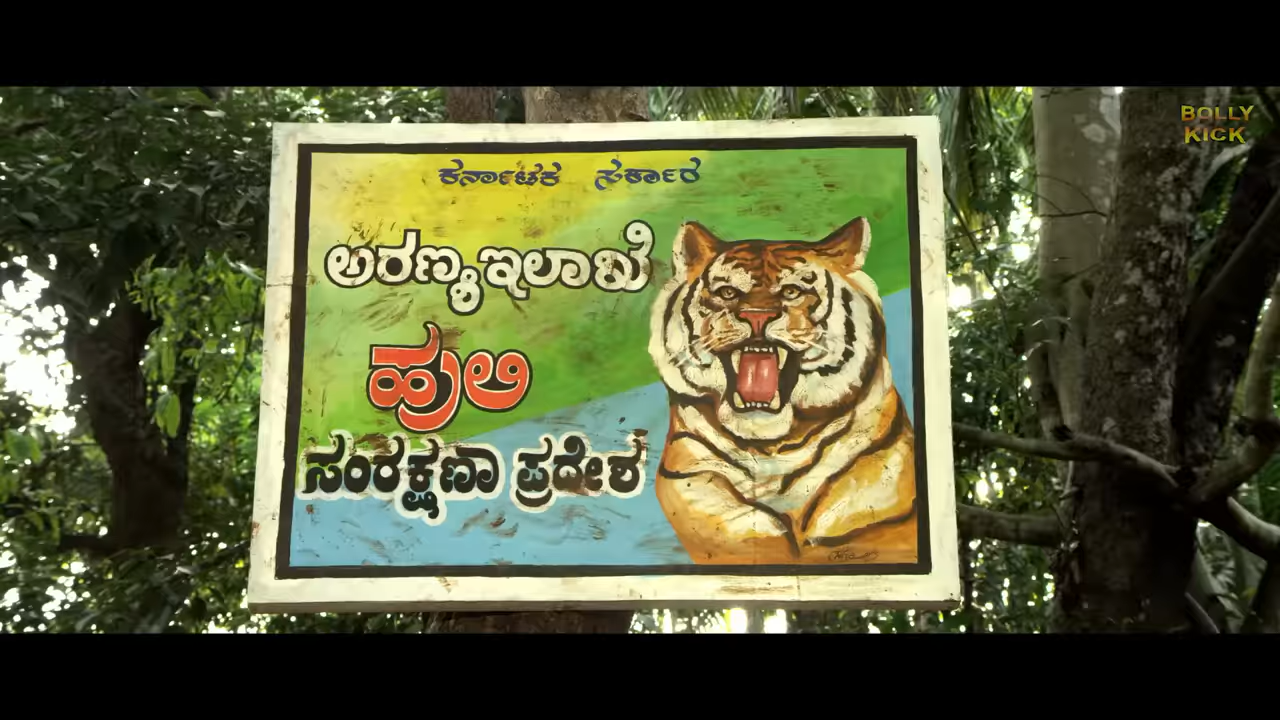 BOLLY
KICK
ಕರ್ನಾಟಕ ಸರ್ಕಾರ
ಅರಣ್ಯ ಇಲಾಖೆ
ಹುಲಿ
ಸಂರಕ್ಷಣಾ ಪ್ರದೇಶ